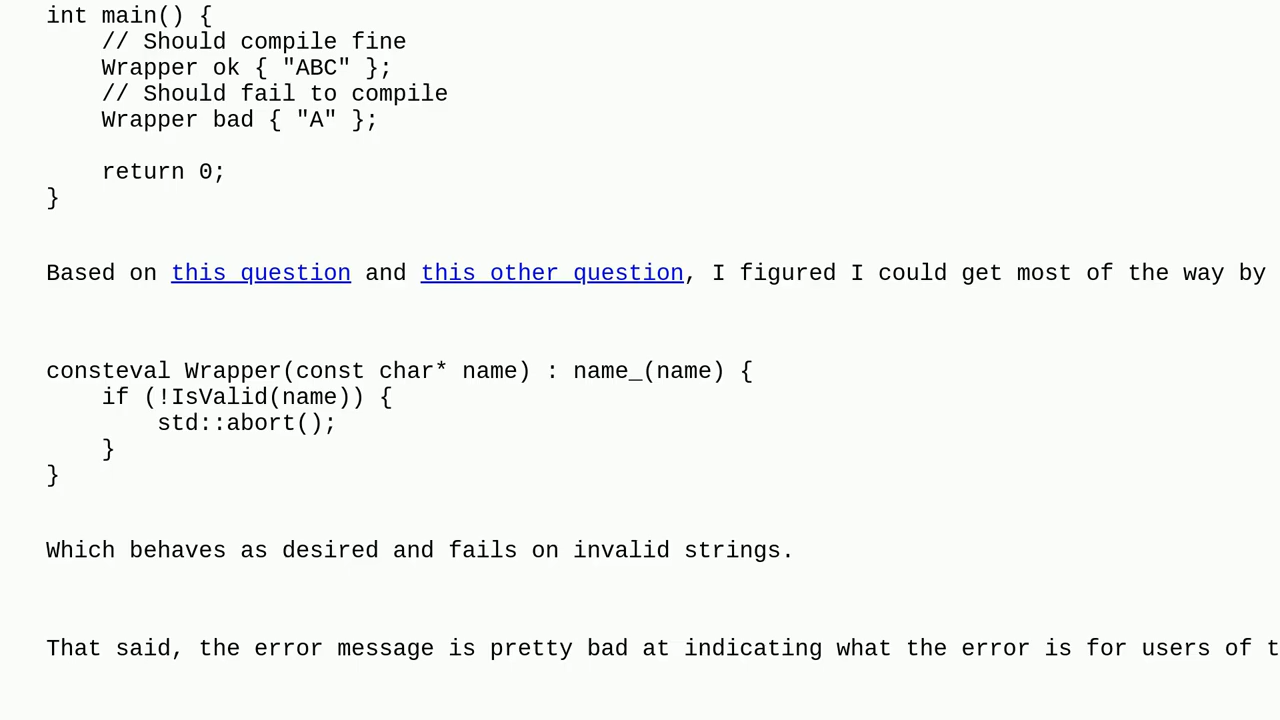 int main() {
    // Should compile fine
    Wrapper ok { "ABC" };
    // Should fail to compile
    Wrapper bad { "A" };
    return 0;
}
Based on this question and this other question, I figured I could get most of the way by
consteval Wrapper(const char* name) : name_(name) {
    if (!IsValid(name)) {
        std::abort();
    }
}
Which behaves as desired and fails on invalid strings.
That said, the error message is pretty bad at indicating what the error is for users of